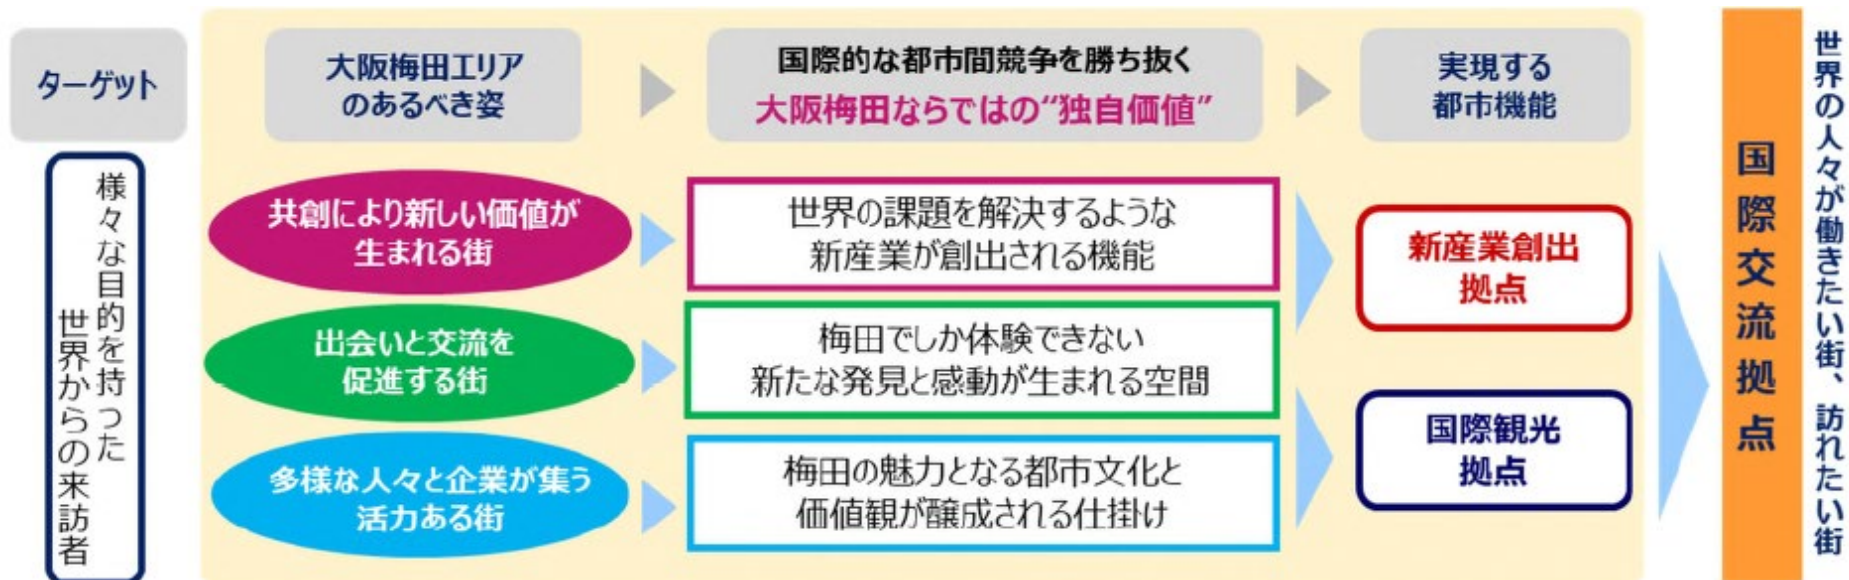 ターゲット
大阪梅田エリア
のあるべき姿
国際的な都市間競争を勝ち抜く
大阪梅田ならではの“独自価値”
実現する
都市機能
様々な目的を持った
世界からの来訪者
共創により新しい価値が
生まれる街
世界の課題を解決するような
新産業が創出される機能
出会いと交流を
促進する街
梅田でしか体験できない
新たな発見と感動が生まれる空間
多様な人々と企業が集う
活力ある街
梅田の魅力となる都市文化と
価値観が醸成される仕掛け
新産業創出
拠点
国際観光
拠点
国際交流拠点
世界の人々が働きたい街、訪れたい街